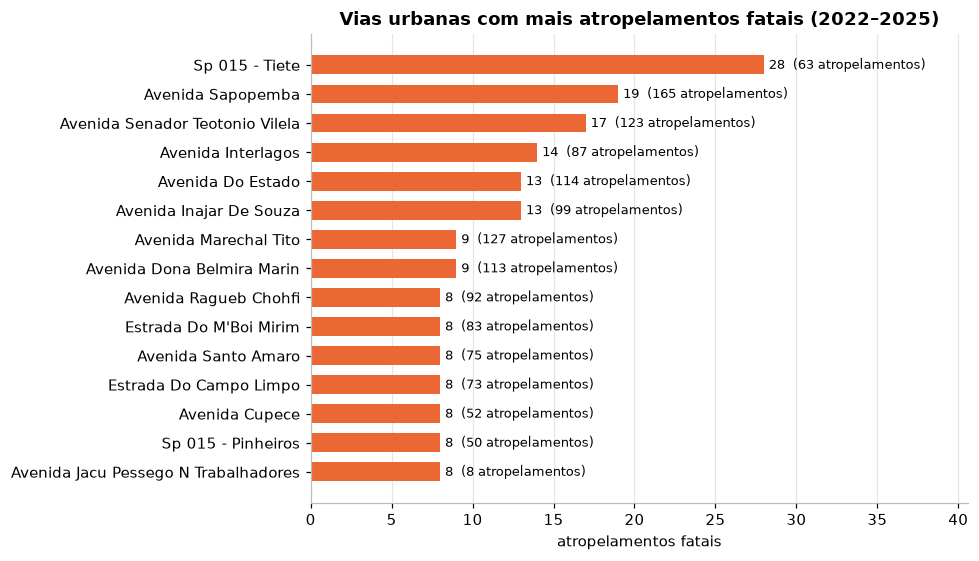 Vias urbanas com mais atropelamentos fatais (2022–2025)
Sp 015 - Tiete 28 (63 atropelamentos)
Avenida Sapopemba 19 (165 atropelamentos)
Avenida Senador Teotonio Vilela 17 (123 atropelamentos)
Avenida Interlagos 14 (87 atropelamentos)
Avenida Do Estado 13 (114 atropelamentos)
Avenida Inajar De Souza 13 (99 atropelamentos)
Avenida Marechal Tito 9 (127 atropelamentos)
Avenida Dona Belmira Marin 9 (113 atropelamentos)
Avenida Ragueb Chohfi 8 (92 atropelamentos)
Estrada Do M'Boi Mirim 8 (83 atropelamentos)
Avenida Santo Amaro 8 (75 atropelamentos)
Estrada Do Campo Limpo 8 (73 atropelamentos)
Avenida Cupece 8 (52 atropelamentos)
Sp 015 - Pinheiros 8 (50 atropelamentos)
Avenida Jacu Pessego N Trabalhadores 8 (8 atropelamentos)
0 5 10 15 20 25 30 35 40
atropelamentos fatais